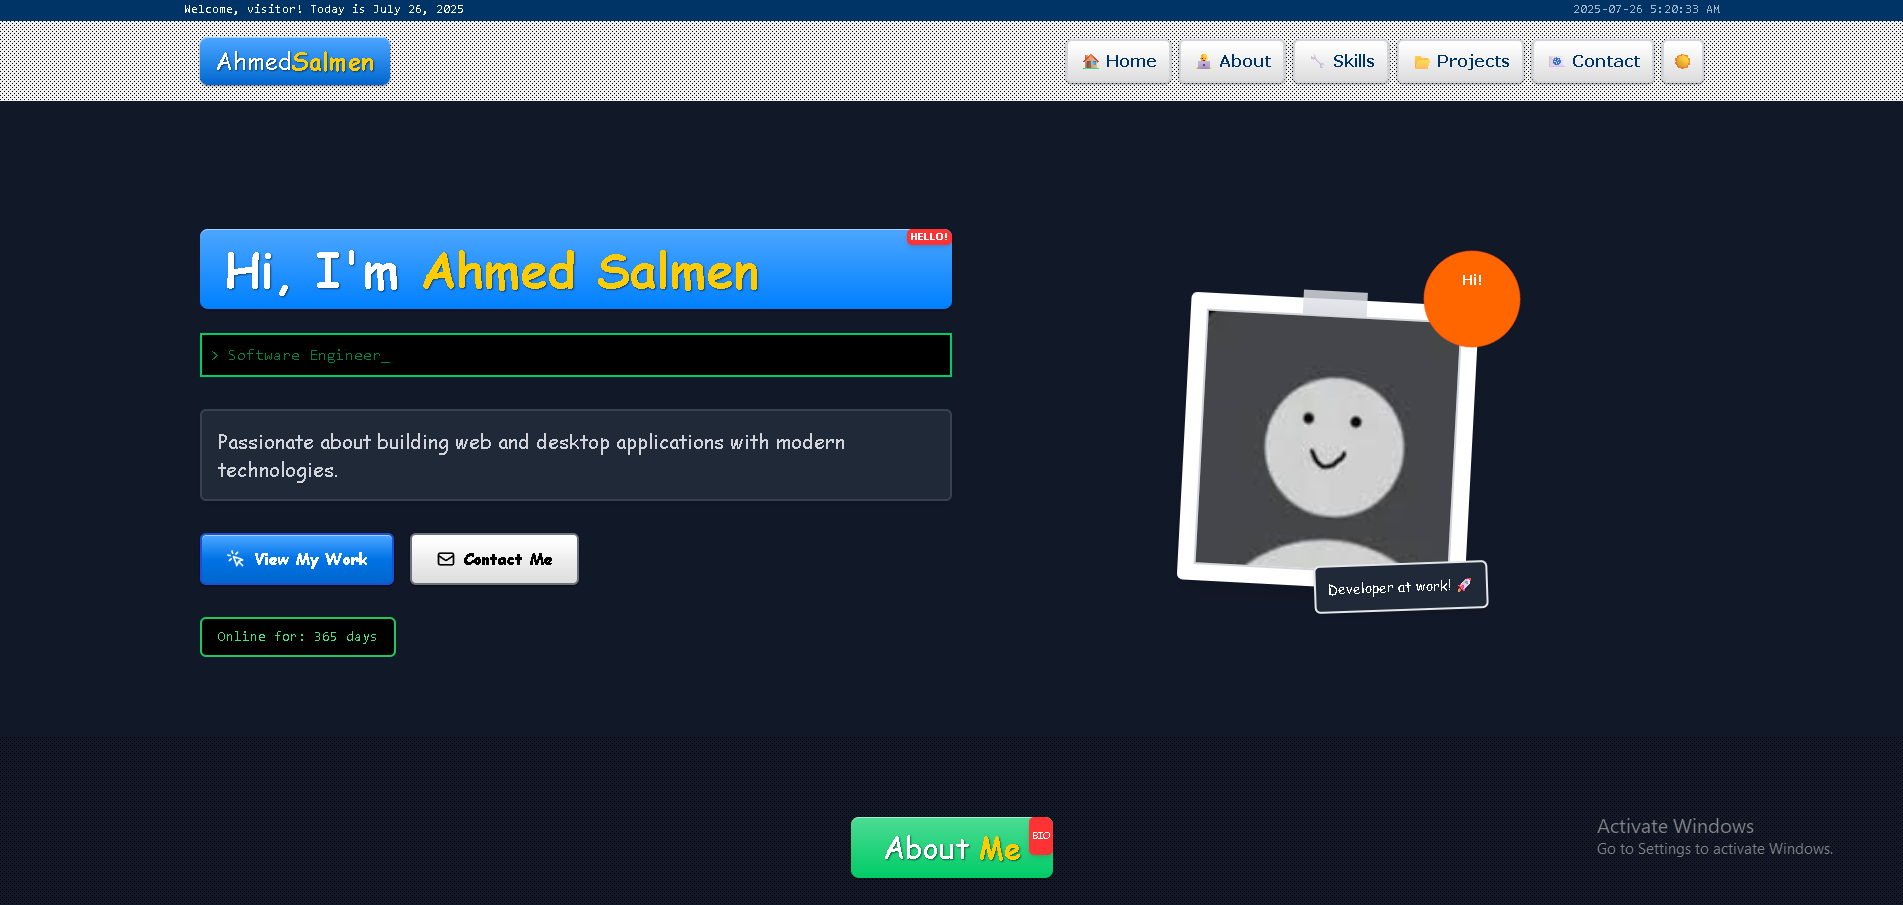 Welcome, visitor! Today is July 26, 2025
2025-07-26 5:20:33 AM
AhmedSalmen
🏠 Home
About
🔧 Skills
📂 Projects
📧 Contact
HELLO!
Hi, I'm Ahmed Salmen
> Software Engineer_
Passionate about building web and desktop applications with modern
technologies.
View My Work
Contact Me
Online for: 365 days
Hi!
Developer at work! 🚀
About Me
BIO
Activate Windows
Go to Settings to activate Windows.